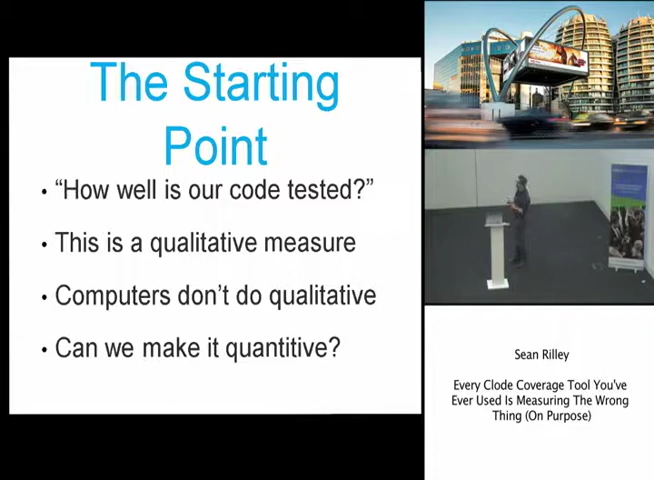 The Starting
Point
• “How well is our code tested?”
• This is a qualitative measure
• Computers don’t do qualitative
• Can we make it quantitive?
Sean Rilley
Every Clode Coverage Tool You've
Ever Used Is Measuring The Wrong
Thing (On Purpose)